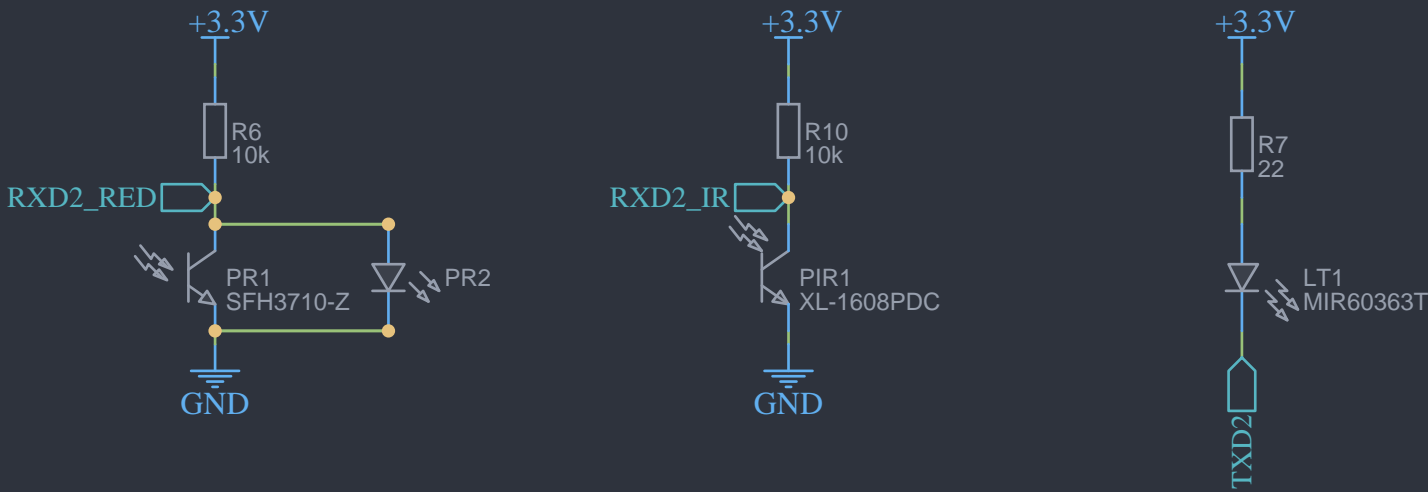 +3.3V
R6
10k
RXD2_RED
PR1
SFH3710-Z
PR2
GND
+3.3V
R10
10k
RXD2_IR
PIR1
XL-1608PDC
GND
+3.3V
R7
22
LT1
MIR60363T
TXD2